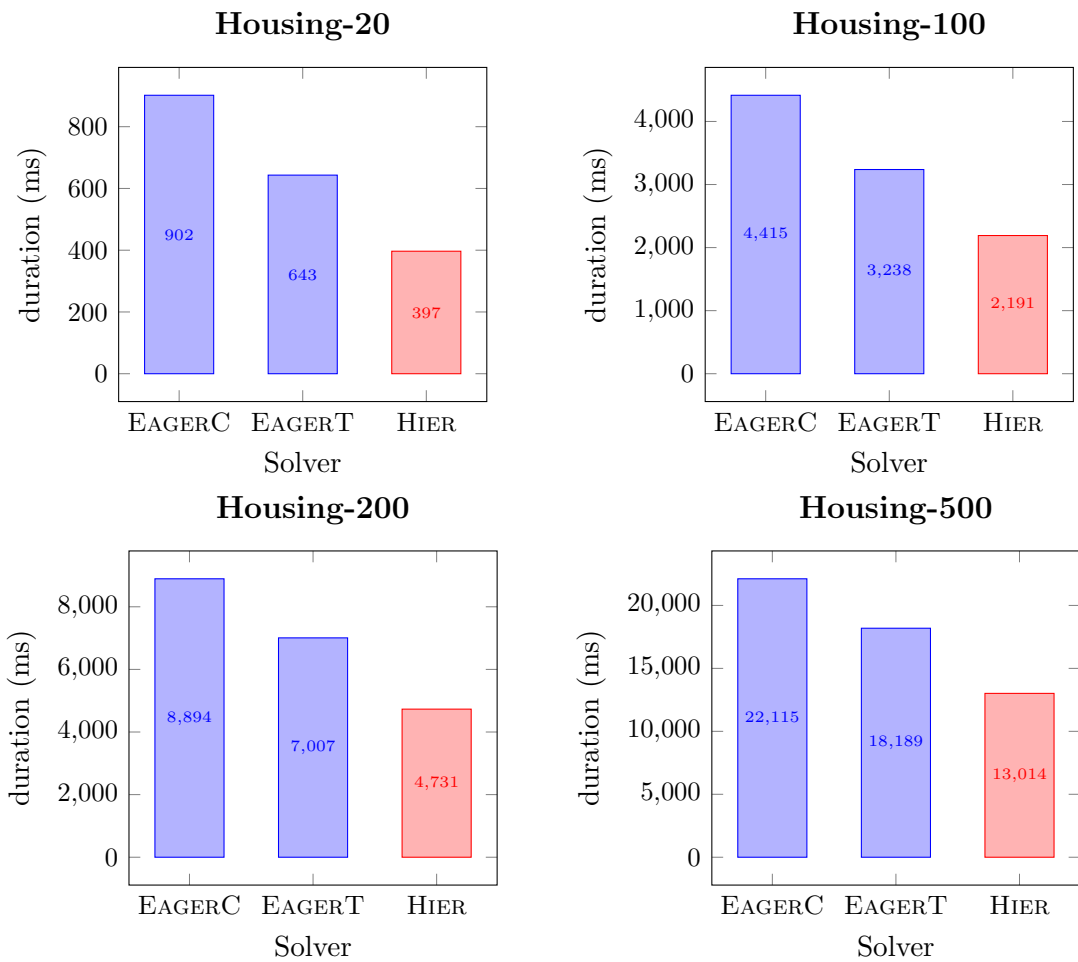 Housing-20
duration (ms)
800
600
400
200
0
902
643
397
EAGERC EAGERT HIER
Solver
Housing-100
duration (ms)
4,000
3,000
2,000
1,000
0
4,415
3,238
2,191
EAGERC EAGERT HIER
Solver
Housing-200
duration (ms)
8,000
6,000
4,000
2,000
0
8,894
7,007
4,731
EAGERC EAGERT HIER
Solver
Housing-500
duration (ms)
20,000
15,000
10,000
5,000
0
22,115
18,189
13,014
EAGERC EAGERT HIER
Solver